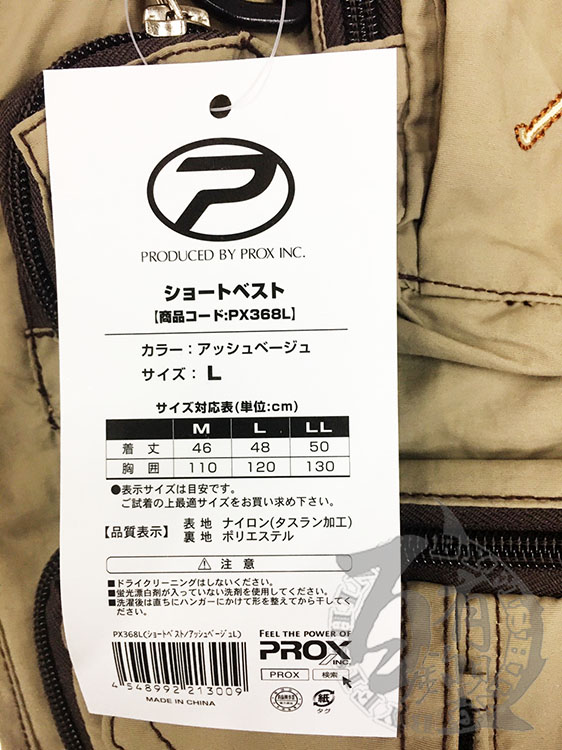 P
PRODUCED BY PROX INC.
ショートベスト
【商品コード:PX368L】
カラー：アッシュベージュ
サイズ： L
サイズ対応表(単位:cm)
M L LL
着丈 46 48 50
胸囲 110 120 130
●表示サイズは目安です。
ご試着の上最適サイズをお買い求め下さい。
【品質表示】 表 地 ナイロン(タスラン加工)
裏 地 ポリエステル
⚠ 注 意
■ドライクリーニングはしないください。
■蛍光漂白剤が入っていない洗剤を使用してください。
■洗濯後は直ちにハンガーにかけて形を整えてから干してく
ださい。
PX368L(ショートベスト/アッシュベージュL)
4 548992 213009
MADE IN CHINA
FEEL THE POWER OF
PROX INC.
PROX 検索
紙
タグ